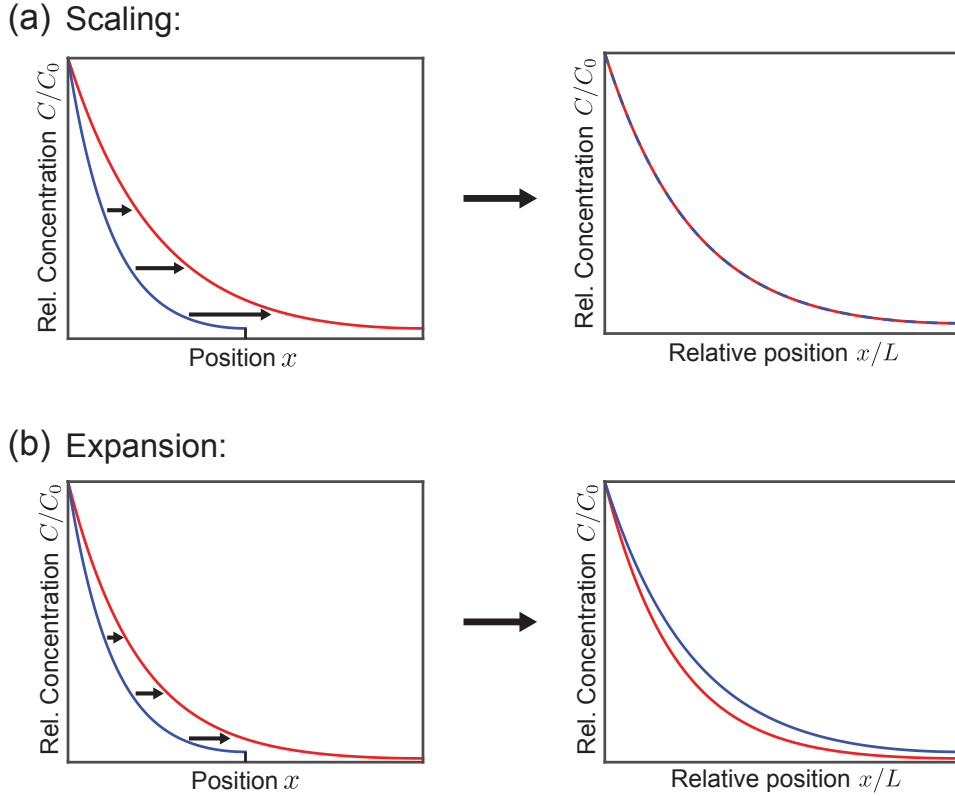 (a) Scaling:
Rel. Concentration C/C₀
Position x
Rel. Concentration C/C₀
Relative position x/L
(b) Expansion:
Rel. Concentration C/C₀
Position x
Rel. Concentration C/C₀
Relative position x/L